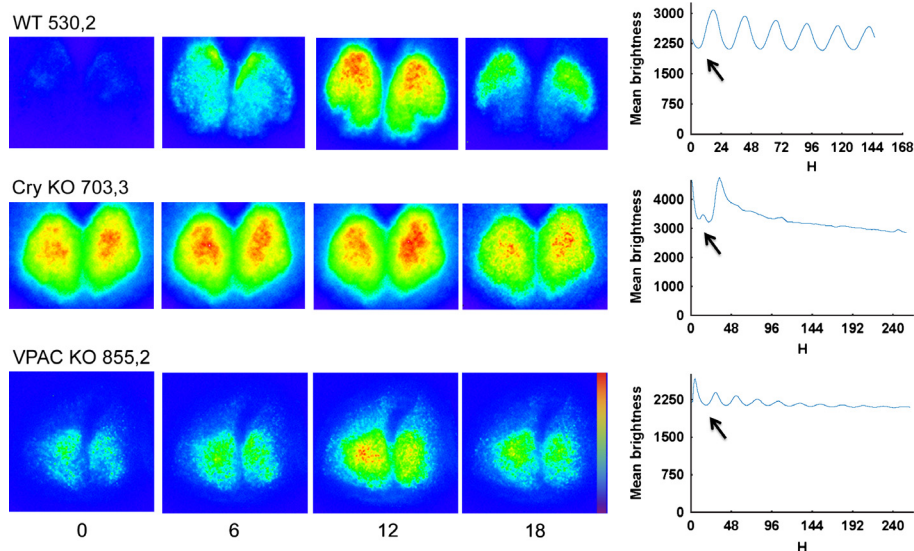 WT 530,2
Cry KO 703,3
VPAC KO 855,2
0 6 12 18
Mean brightness
3000
2250
1500
750
0
0 24 48 72 96 120 144 168
H
Mean brightness
4000
3000
2000
1000
0
0 48 96 144 192 240
H
Mean brightness
2250
1500
750
0
0 48 96 144 192 240
H